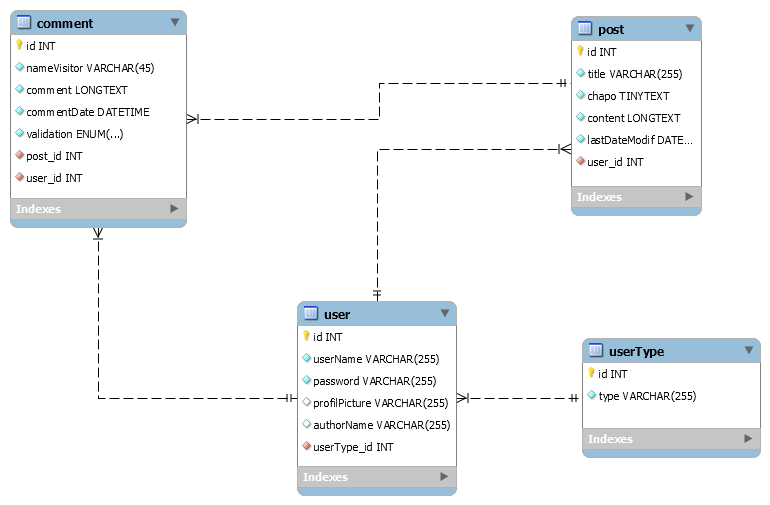 comment
id INT
nameVisitor VARCHAR(45)
comment LONGTEXT
commentDate DATETIME
validation ENUM(...)
post_id INT
user_id INT
Indexes
post
id INT
title VARCHAR(255)
chapo TINYTEXT
content LONGTEXT
lastDateModif DATE...
user_id INT
Indexes
user
id INT
userName VARCHAR(255)
password VARCHAR(255)
profilPicture VARCHAR(255)
authorName VARCHAR(255)
userType_id INT
Indexes
userType
id INT
type VARCHAR(255)
Indexes